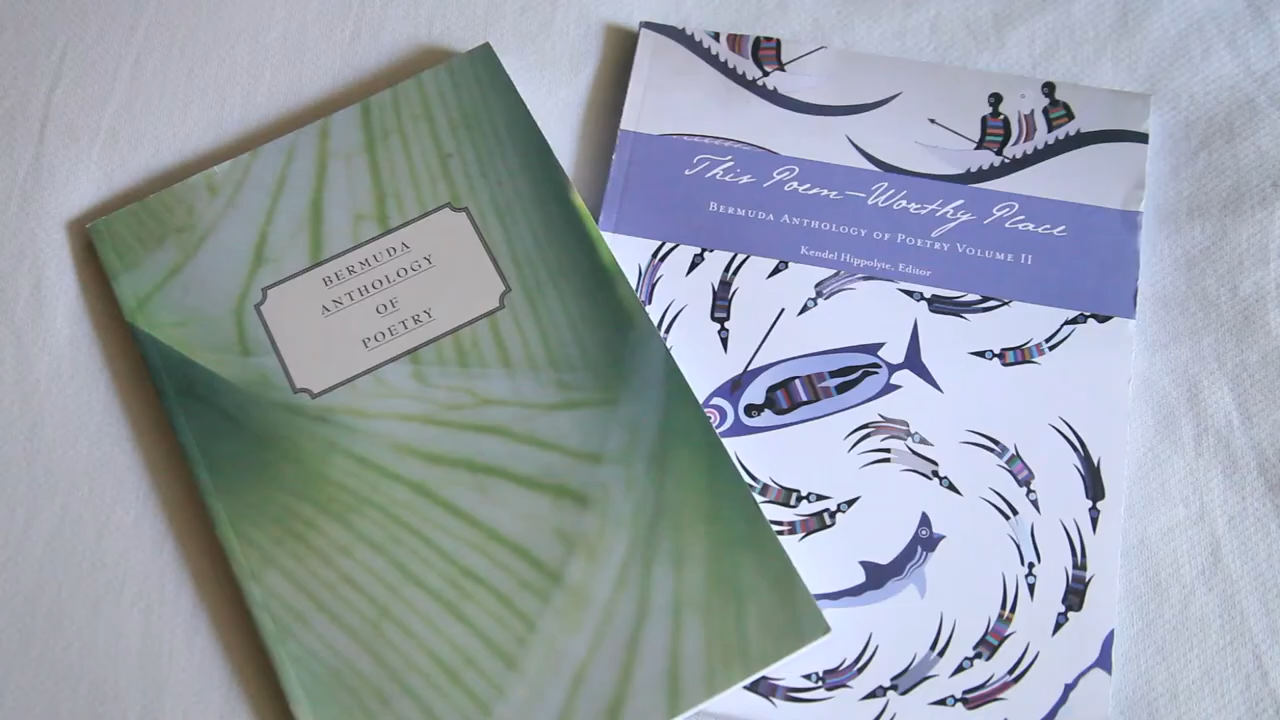 BERMUDA
ANTHOLOGY
OF
POETRY
This Poem-Worthy Place
BERMUDA ANTHOLOGY OF POETRY VOLUME II
Kendel Hippolyte, Editor